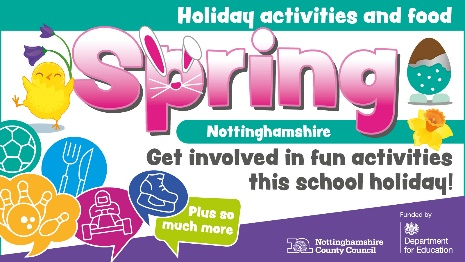 Holiday activities and food
Spring
Nottinghamshire
Get involved in fun activities
this school holiday!
Plus so
much more
Nottinghamshire
County Council
Funded by
Department
for Education